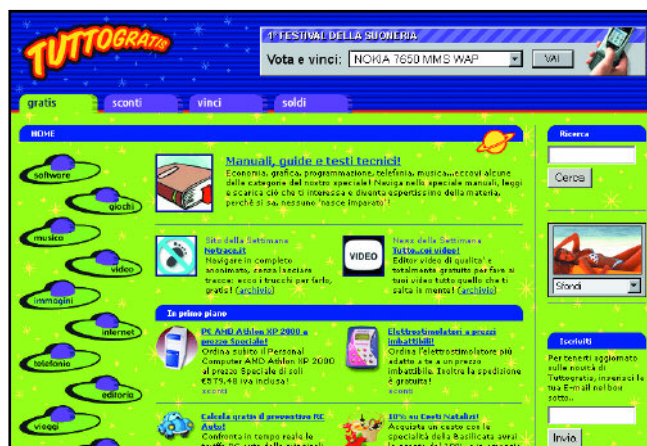 TUTTOGRATIS
1° FESTIVAL DELLA SUONERIA
Vota e vinci: NOKIA 7650 MMS WAP VAI
gratis sconti vinci soldi
HOME
software
giochi
musica
video
immagini
internet
telefonia
editoria
viaggi
Manuali, guide e testi tecnici!
Economia, grafica, programmazione, telefonia, musica...eccovi alcune
delle categorie del nostro speciale! Naviga nello speciale manuali, leggi
e scarica ciò che ti interessa e diventa espertissimo della materia,
perchè si sa, nessuno 'nasce imparato'!
Sito della Settimana
Notrace.it
Navigare in completo
anonimato, senza lasciare
tracce: ecco i trucchi per farlo,
gratis! (archivio)
VIDEO
News della Settimana
Tutto..coi video!
Editor video di qualita' e
totalmente gratuito per fare ai
tuoi video tutto quello che ti
salta in mente! (archivio)
In primo piano
PC AMD Athlon XP 2000 a
prezzo Speciale!
Ordina subito il Personal
Computer AMD Athlon XP 2000
al prezzo Speciale di soli
€579,48 iva inclusa!
sconti
Elettrostimolatori a prezzi
imbattibili!
Ordina l'elettrostimolatore più
adatto a te a un prezzo
imbattibile. Inoltre la spedizione
è gratuita!
sconti
Calcola gratis il preventivo RC
Auto!
Confronta in tempo reale le
10% su Cesti Natalizi!
Acquista un cesto con le
specialità della Basilicata avrai
Ricerca
Cerca
Sfondi
Iscriviti
Per tenerti aggiornato
sulle novità di
Tuttogratis, inserisci la
tua E-mail nel box
sotto..
Invia